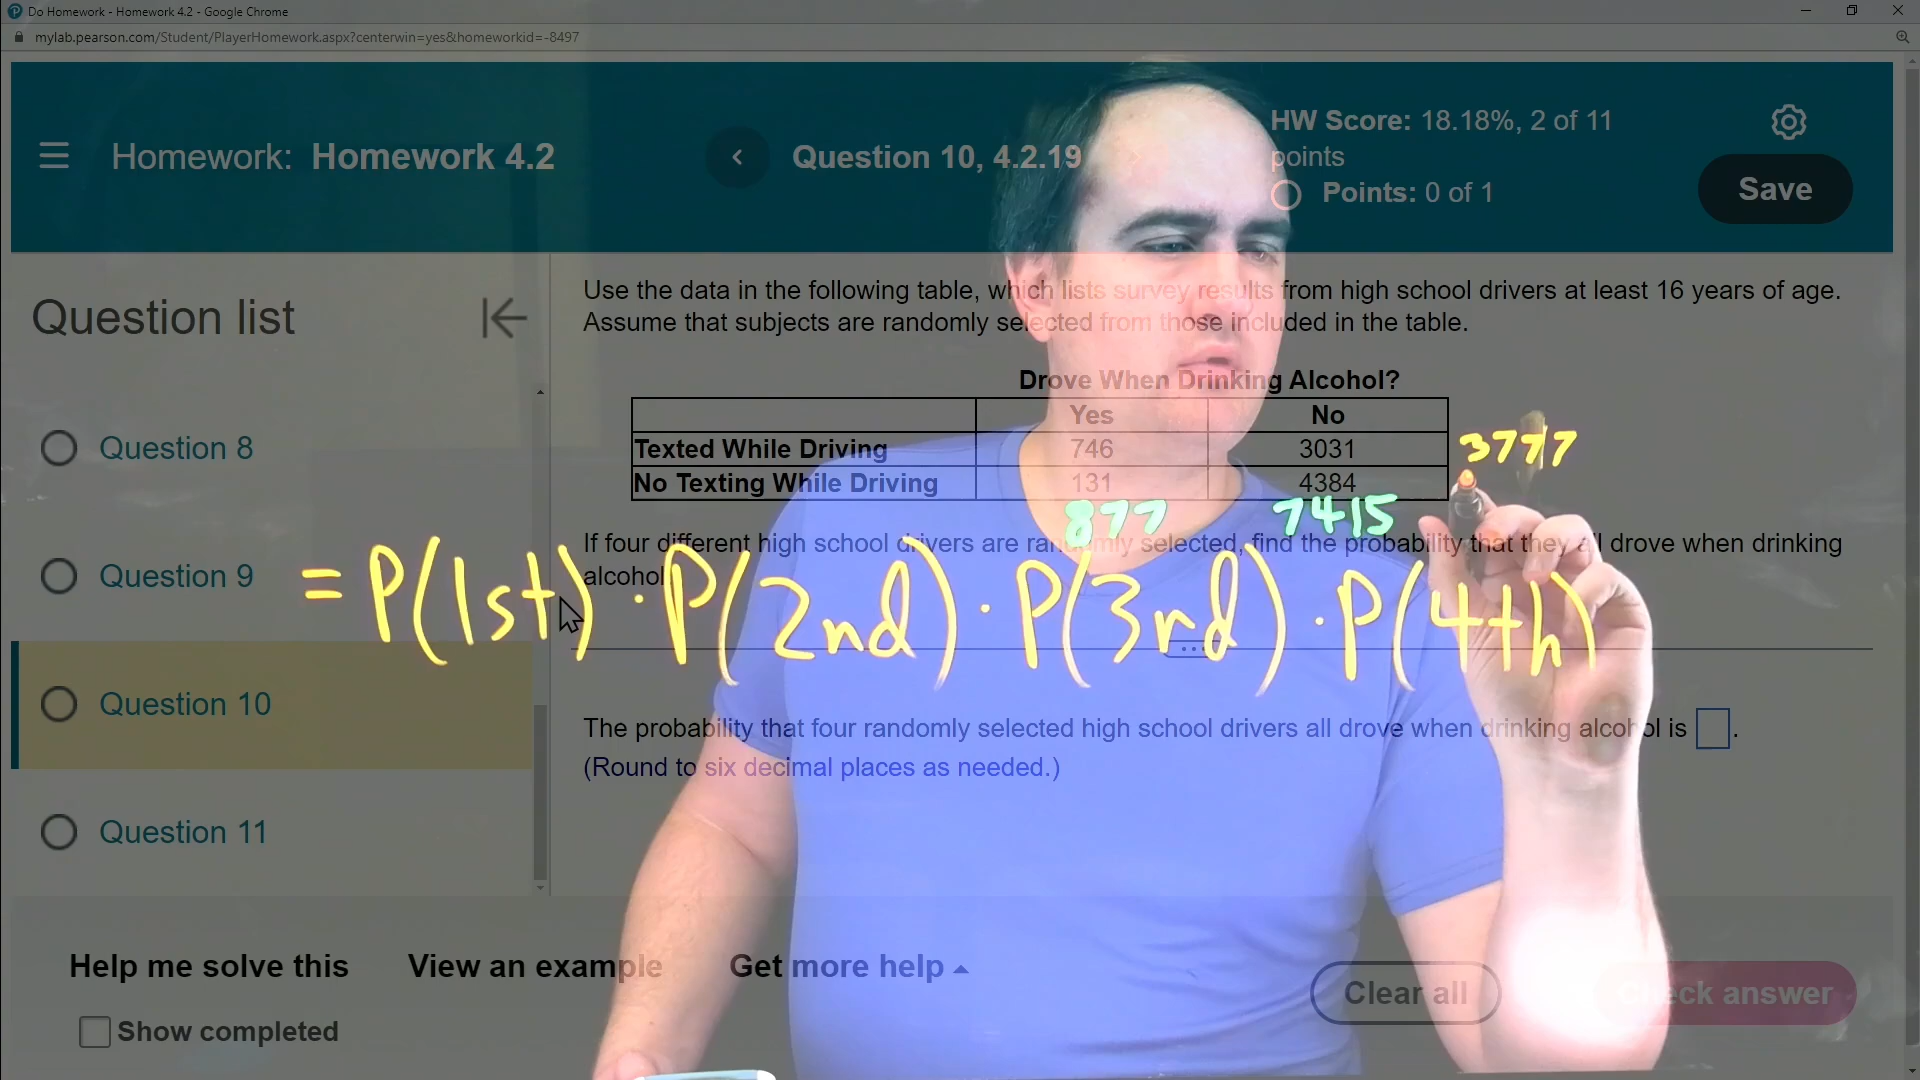 Do Homework - Homework 4.2 - Google Chrome
mylab.pearson.com/Student/PlayerHomework.aspx?centerwin=yes&homeworkid=-8497
Homework: Homework 4.2
Question 10, 4.2.19
HW Score: 18.18%, 2 of 11
points
Points: 0 of 1
Save
Question list
Question 8
Question 9
Question 10
Question 11
Use the data in the following table, which lists survey results from high school drivers at least 16 years of age.
Assume that subjects are randomly selected from those included in the table.
Drove When Drinking Alcohol?
Yes No
Texted While Driving 746 3031 3777
No Texting While Driving 131 4384
877 7415
If four different high school drivers are randomly selected, find the probability that they all drove when drinking
alcohol
= P(1st) · P(2nd) · P(3rd) · P(4th)
The probability that four randomly selected high school drivers all drove when drinking alcohol is .
(Round to six decimal places as needed.)
Help me solve this View an example Get more help
Clear all Check answer
Show completed